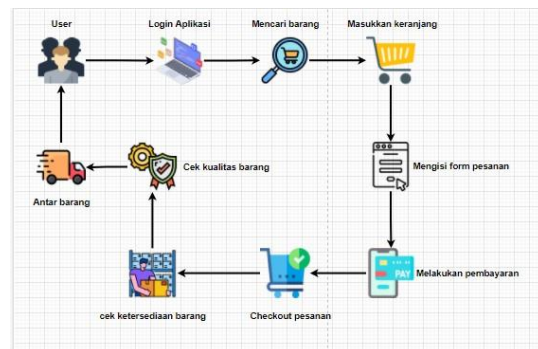 User
Login Aplikasi
Mencari barang
Masukkan keranjang
Mengisi form pesanan
Melakukan pembayaran
PAY
Checkout pesanan
cek ketersediaan barang
Cek kualitas barang
Antar barang